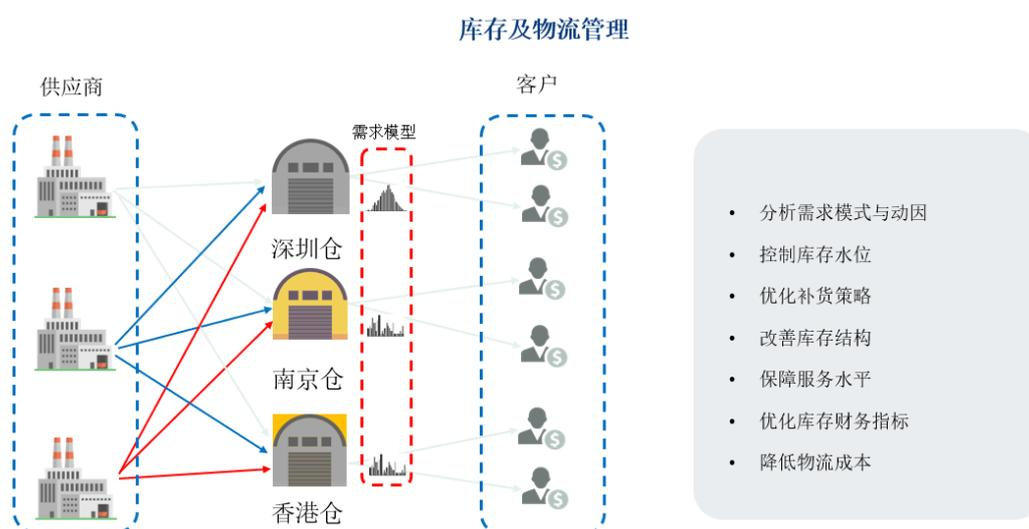 库存及物流管理
供应商
客户
需求模型
深圳仓
南京仓
香港仓
$
$
$
$
$
$
• 分析需求模式与动因
• 控制库存水位
• 优化补货策略
• 改善库存结构
• 保障服务水平
• 优化库存财务指标
• 降低物流成本